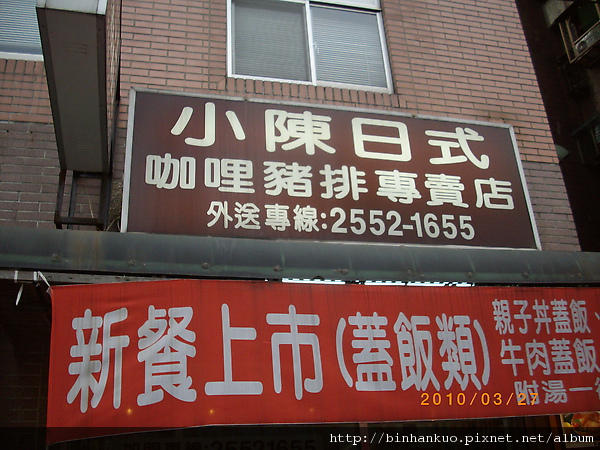 小陳日式
咖哩豬排專賣店
外送專線:2552-1655
新餐上市(蓋飯類)
親子丼蓋飯、
牛肉蓋飯
附湯一
2010/03/27
25521655
http://binhankuo.pixnet.net/album